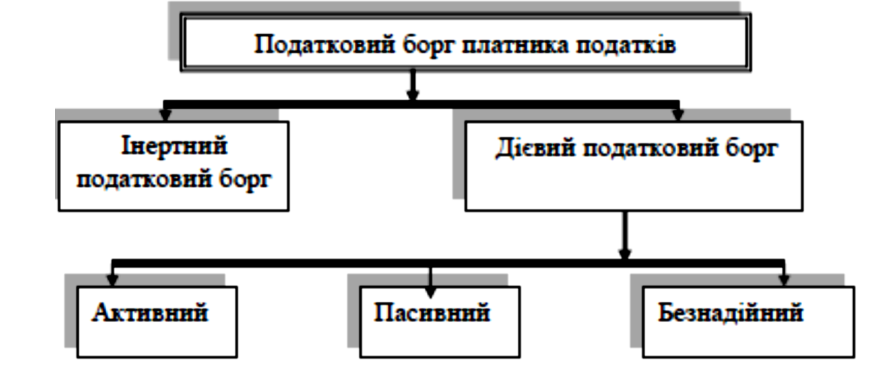 Податковий борг платника податків
Інертний
податковий борг
Дієвий податковий борг
Активний
Пасивний
Безнадійний